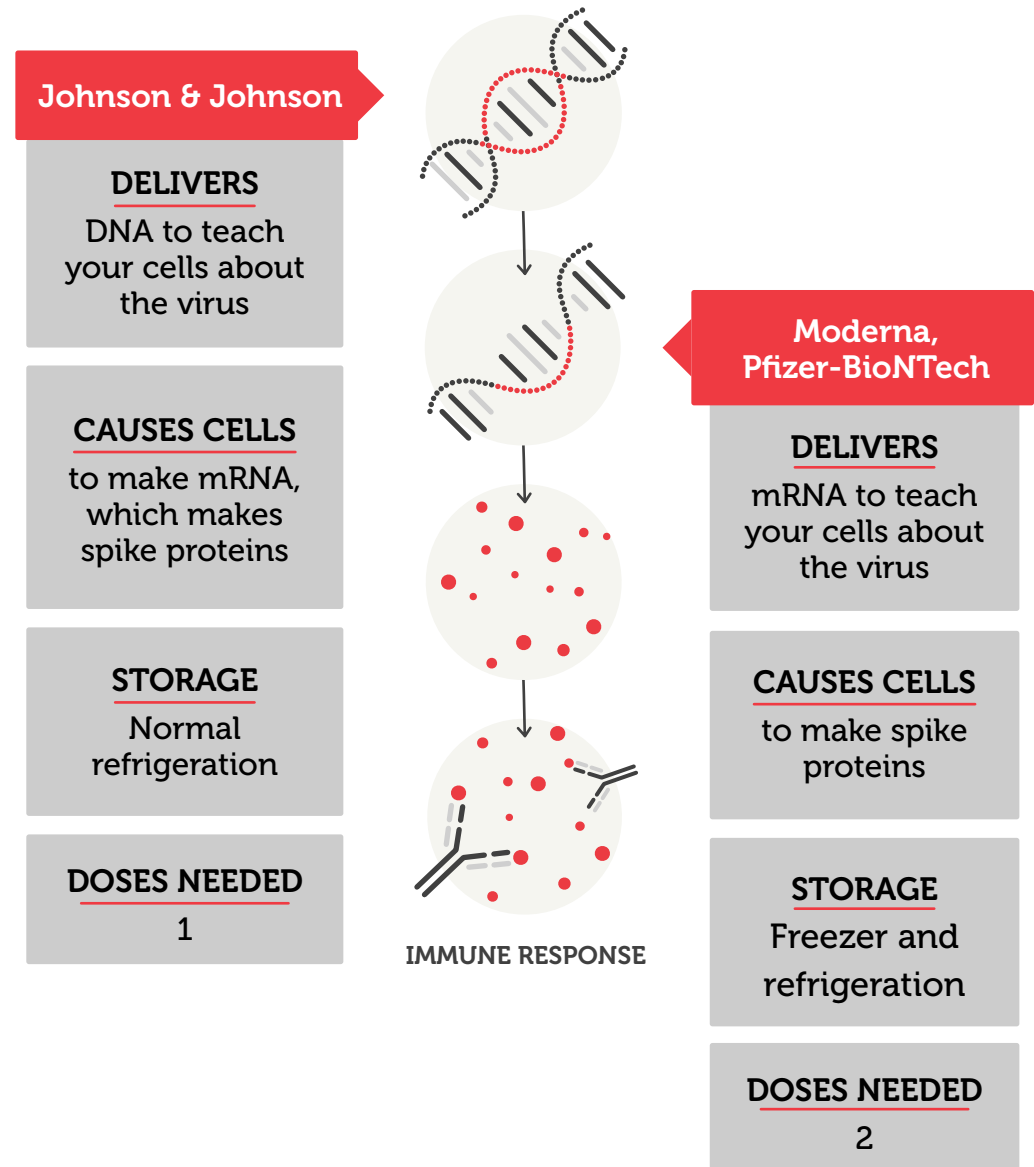 Johnson & Johnson
DELIVERS
DNA to teach
your cells about
the virus
CAUSES CELLS
to make mRNA,
which makes
spike proteins
STORAGE
Normal
refrigeration
DOSES NEEDED
1
IMMUNE RESPONSE
Moderna,
Pfizer-BioNTech
DELIVERS
mRNA to teach
your cells about
the virus
CAUSES CELLS
to make spike
proteins
STORAGE
Freezer and
refrigeration
DOSES NEEDED
2